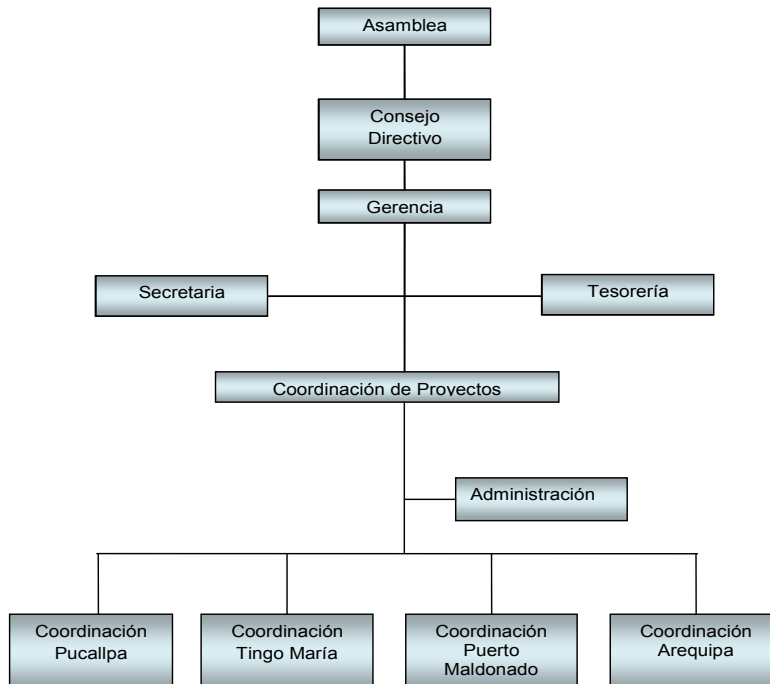 Asamblea
Consejo
Directivo
Gerencia
Secretaria
Tesorería
Coordinación de Proyectos
Administración
Coordinación
Pucallpa
Coordinación
Tingo María
Coordinación
Puerto
Maldonado
Coordinación
Arequipa